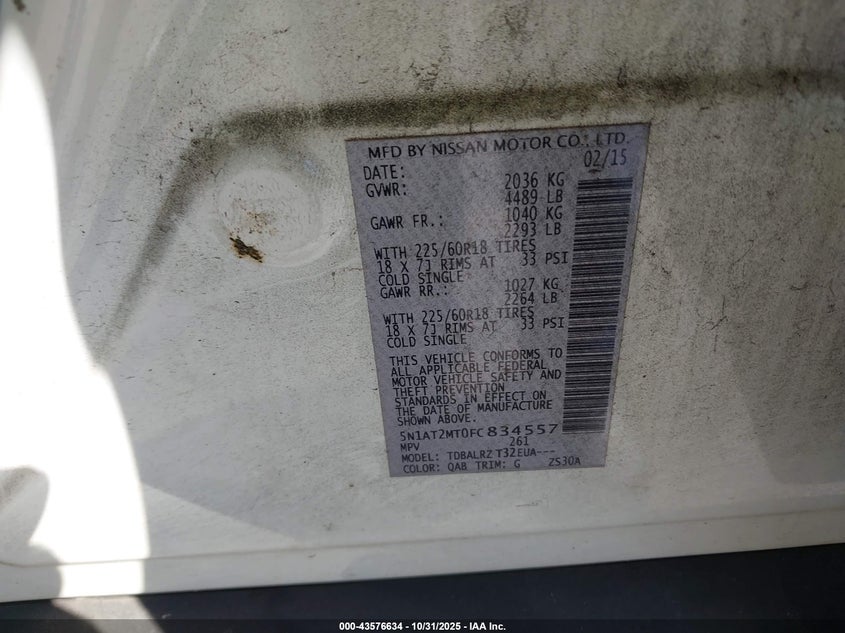 MFD BY NISSAN MOTOR CO., LTD.
DATE: 02/15
GVWR: 2036 KG
4489 LB
GAWR FR.: 1040 KG
2293 LB
WITH 225/60R18 TIRES
18 X 7J RIMS AT 33 PSI
COLD SINGLE
GAWR RR.: 1027 KG
2264 LB
WITH 225/60R18 TIRES
18 X 7J RIMS AT 33 PSI
COLD SINGLE
THIS VEHICLE CONFORMS TO
ALL APPLICABLE FEDERAL
MOTOR VEHICLE SAFETY AND
THEFT PREVENTION
STANDARDS IN EFFECT ON
THE DATE OF MANUFACTURE
SHOWN ABOVE.
5N1AT2MT0FC834557
MPV 261
MODEL: TDBALRZ T32EUA---
COLOR: QAB TRIM: G ZS30A
000-43576634 - 10/31/2025 - IAA Inc.